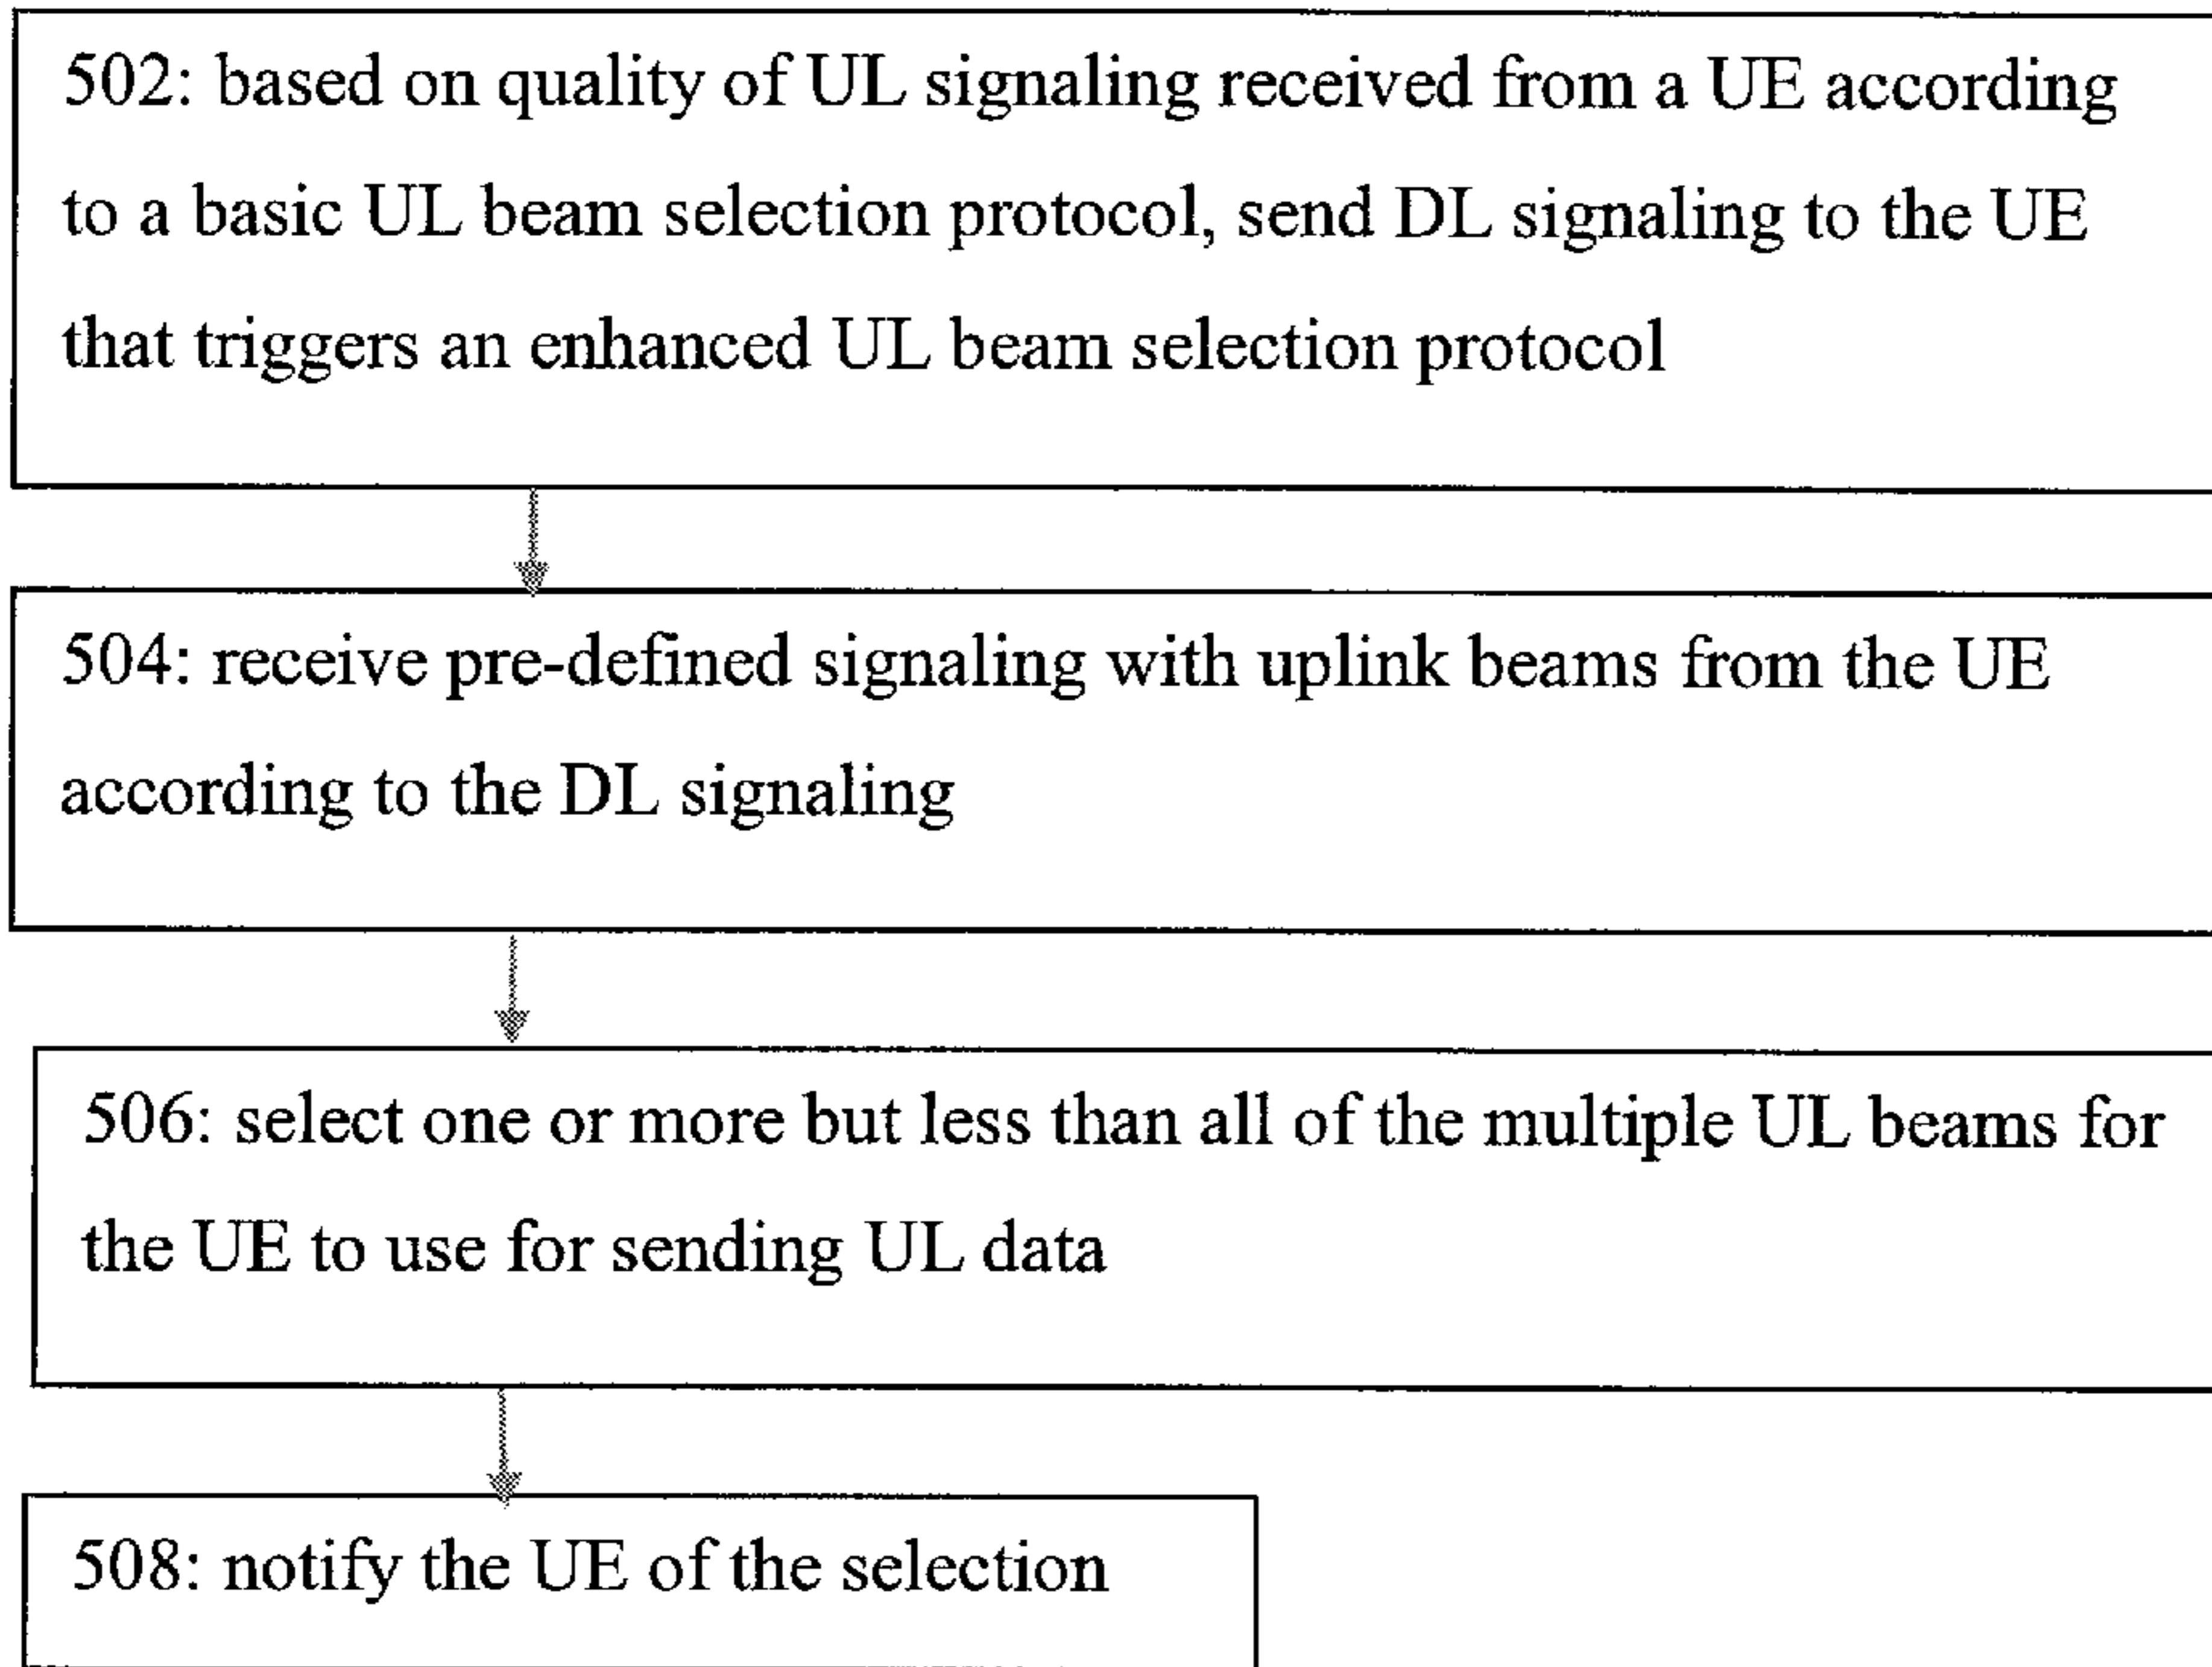 502: based on quality of UL signaling received from a UE according
to a basic UL beam selection protocol, send DL signaling to the UE
that triggers an enhanced UL beam selection protocol
504: receive pre-defined signaling with uplink beams from the UE
according to the DL signaling
506: select one or more but less than all of the multiple UL beams for
the UE to use for sending UL data
508: notify the UE of the selection